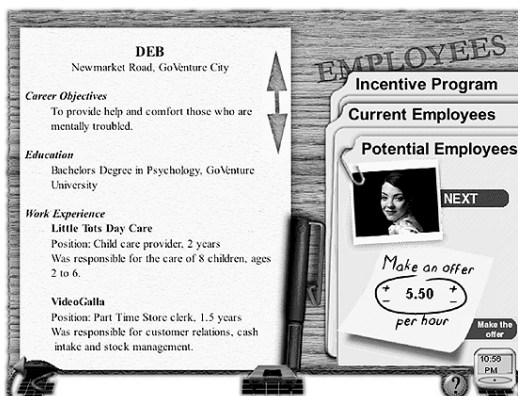 DEB
Newmarket Road, GoVenture City
Career Objectives
To provide help and comfort those who are
mentally troubled.
Education
Bachelors Degree in Psychology, GoVenture
University
Work Experience
Little Tots Day Care
Position: Child care provider, 2 years
Was responsible for the care of 8 children, ages
2 to 6.
VideoGalla
Position: Part Time Store clerk, 1.5 years
Was responsible for customer relations, cash
intake and stock management.
EMPLOYEES
Incentive Program
Current Employees
Potential Employees
NEXT
Make an offer
+ 5.50 +
- -
per hour
Make the
offer
10:56
PM
?